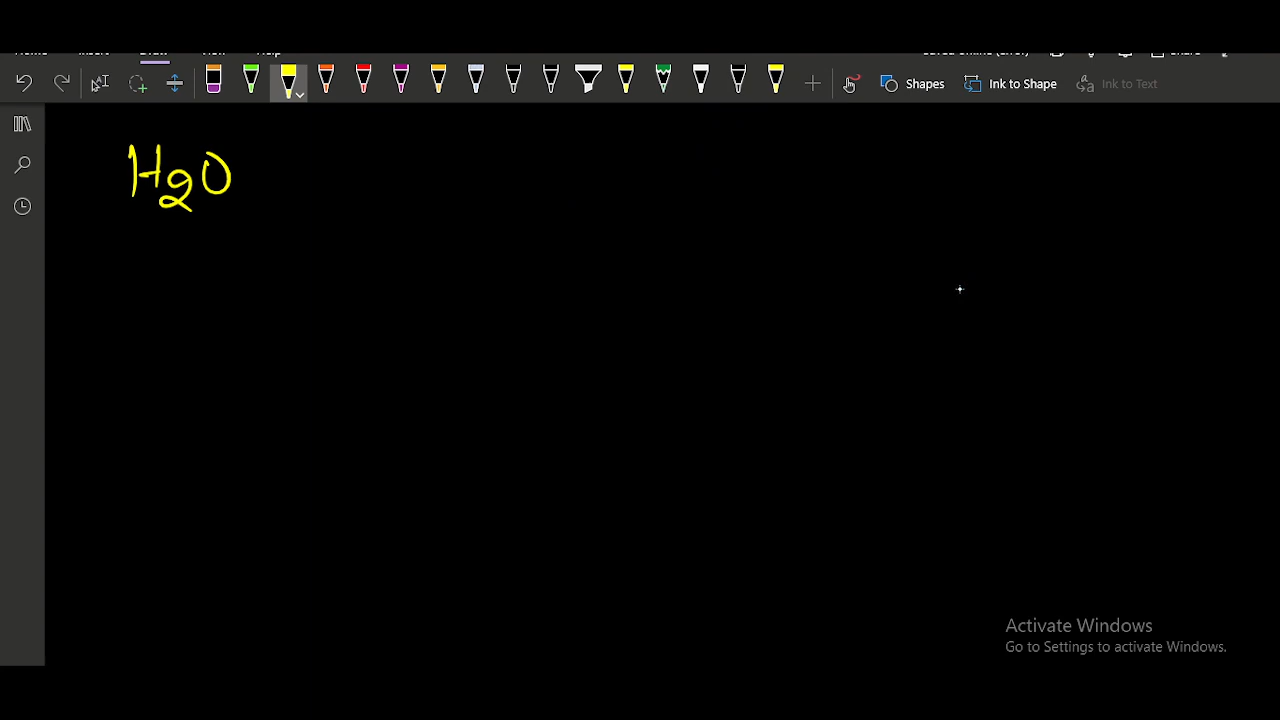 Shapes Ink to Shape Ink to Text
H2O
Activate Windows
Go to Settings to activate Windows.